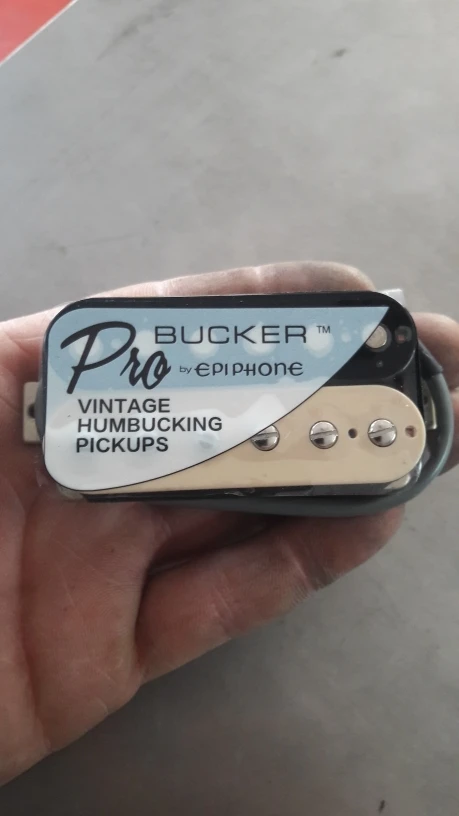 Pro BUCKER™
by EPIPHONE
VINTAGE
HUMBUCKING
PICKUPS